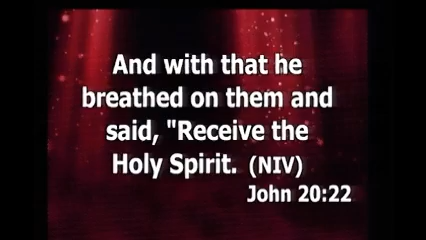 And with that he
breathed on them and
said, "Receive the
Holy Spirit. (NIV)
John 20:22